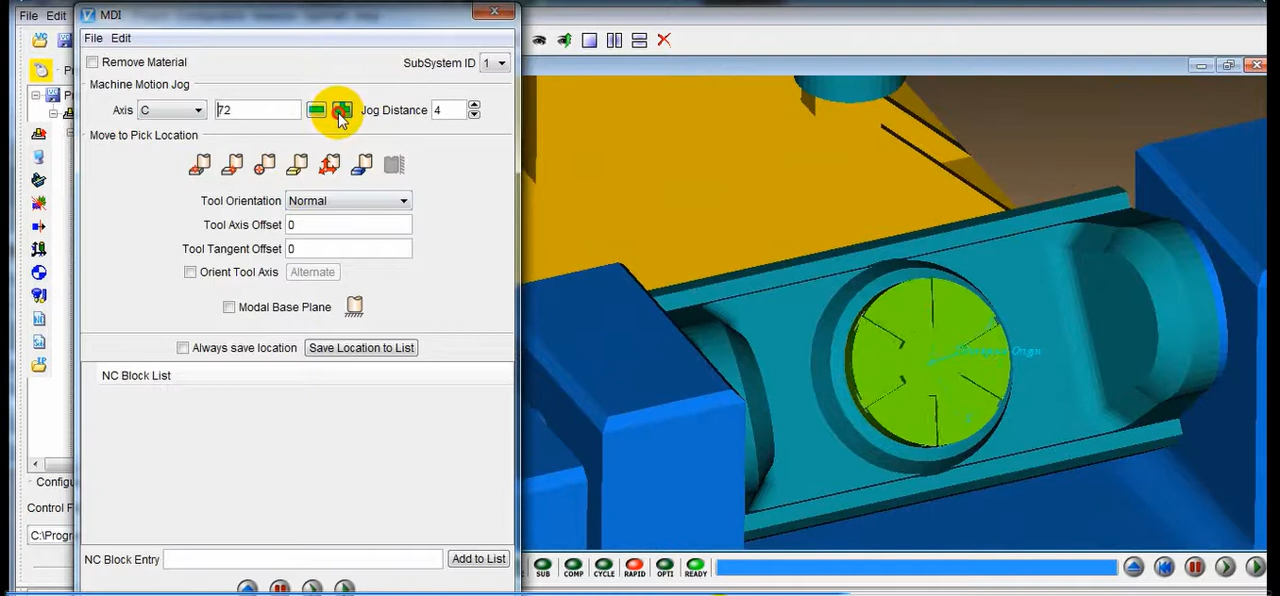 File Edit
MDI
File Edit
Remove Material
SubSystem ID 1
Machine Motion Jog
Axis C 72 Jog Distance 4
Move to Pick Location
Tool Orientation Normal
Tool Axis Offset 0
Tool Tangent Offset 0
Orient Tool Axis Alternate
Modal Base Plane
Always save location Save Location to List
NC Block List
Configu
Control F
C:\Progr
NC Block Entry Add to List
SUB COMP CYCLE RAPID OPTI READY
Origin